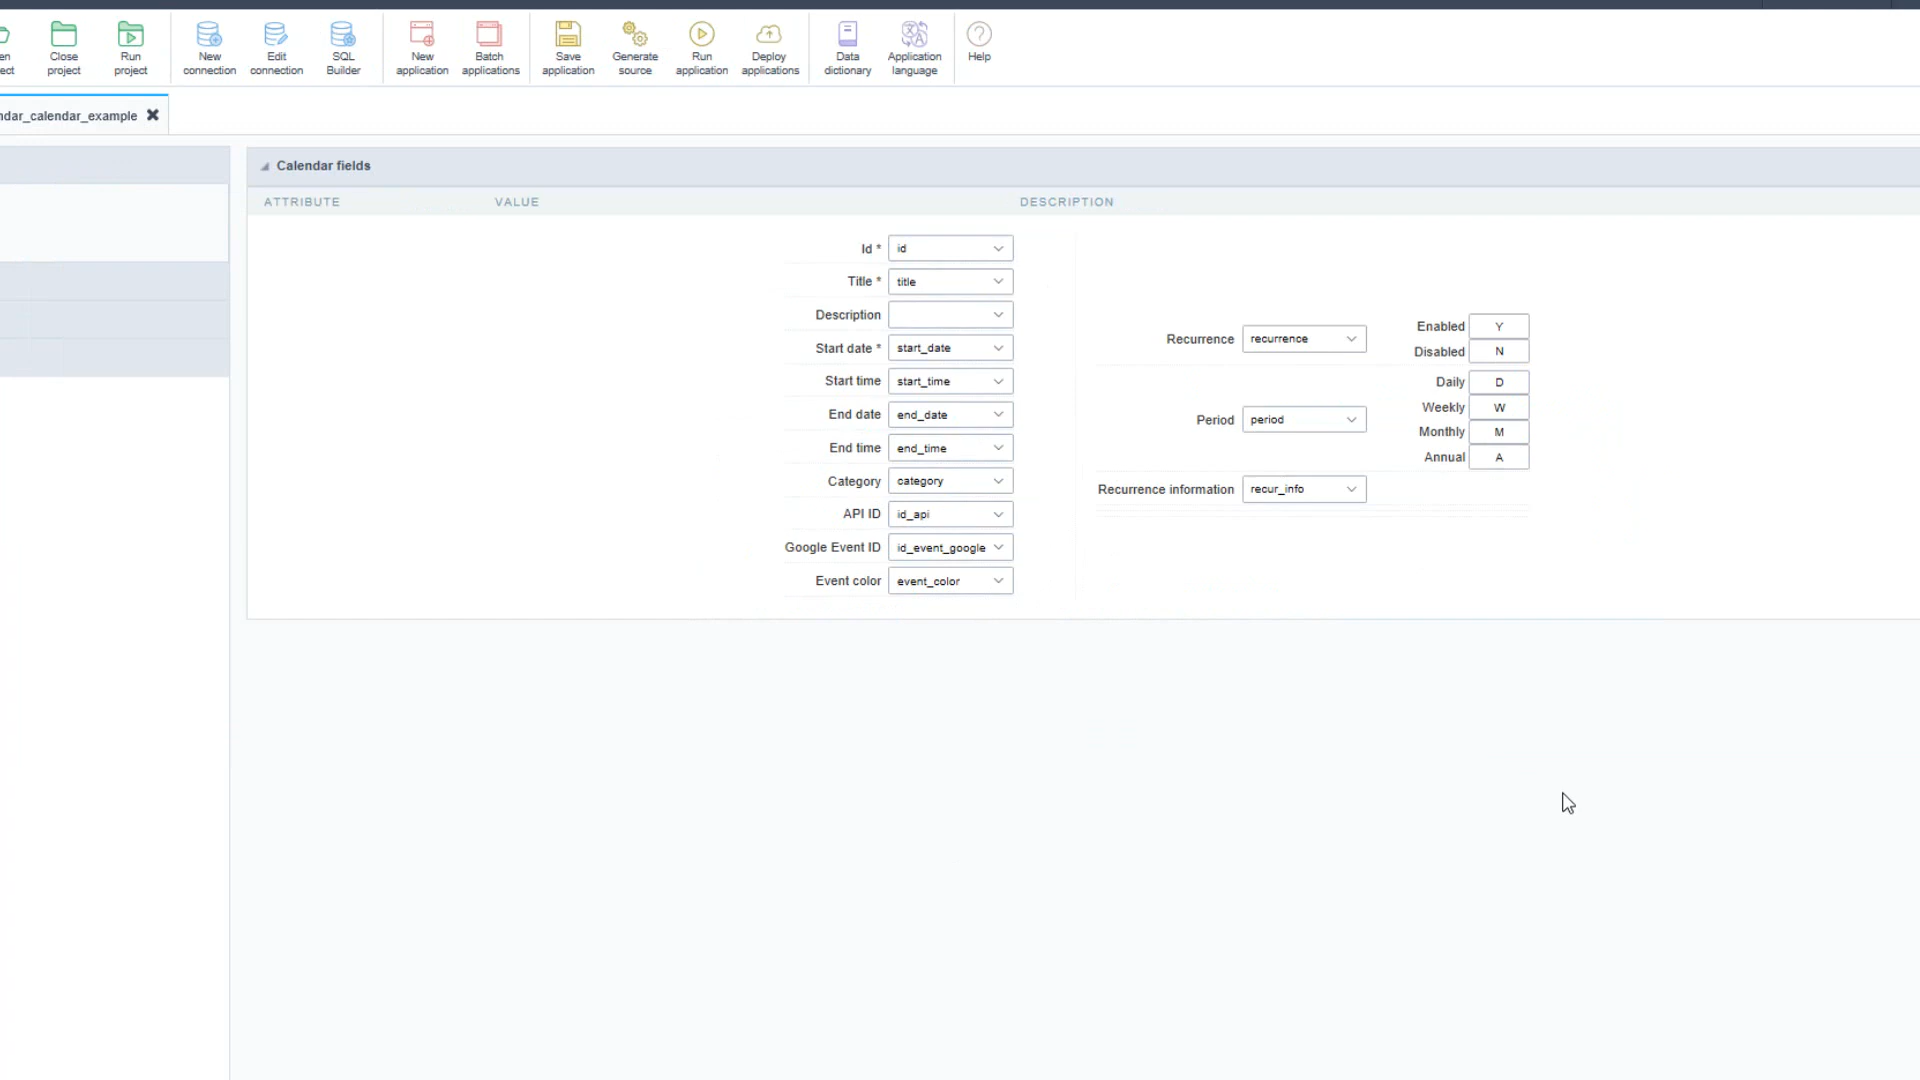 en
ect
Close
project
Run
project
New
connection
Edit
connection
SQL
Builder
New
application
Batch
applications
Save
application
Generate
source
Run
application
Deploy
applications
Data
dictionary
Application
language
Help
ndar_calendar_example
Calendar fields
ATTRIBUTE VALUE DESCRIPTION
Id * id
Title * title
Description
Start date * start_date
Start time start_time
End date end_date
End time end_time
Category category
API ID id_api
Google Event ID id_event_google
Event color event_color
Recurrence recurrence
Enabled Y
Disabled N
Period period
Daily D
Weekly W
Monthly M
Annual A
Recurrence information recur_info